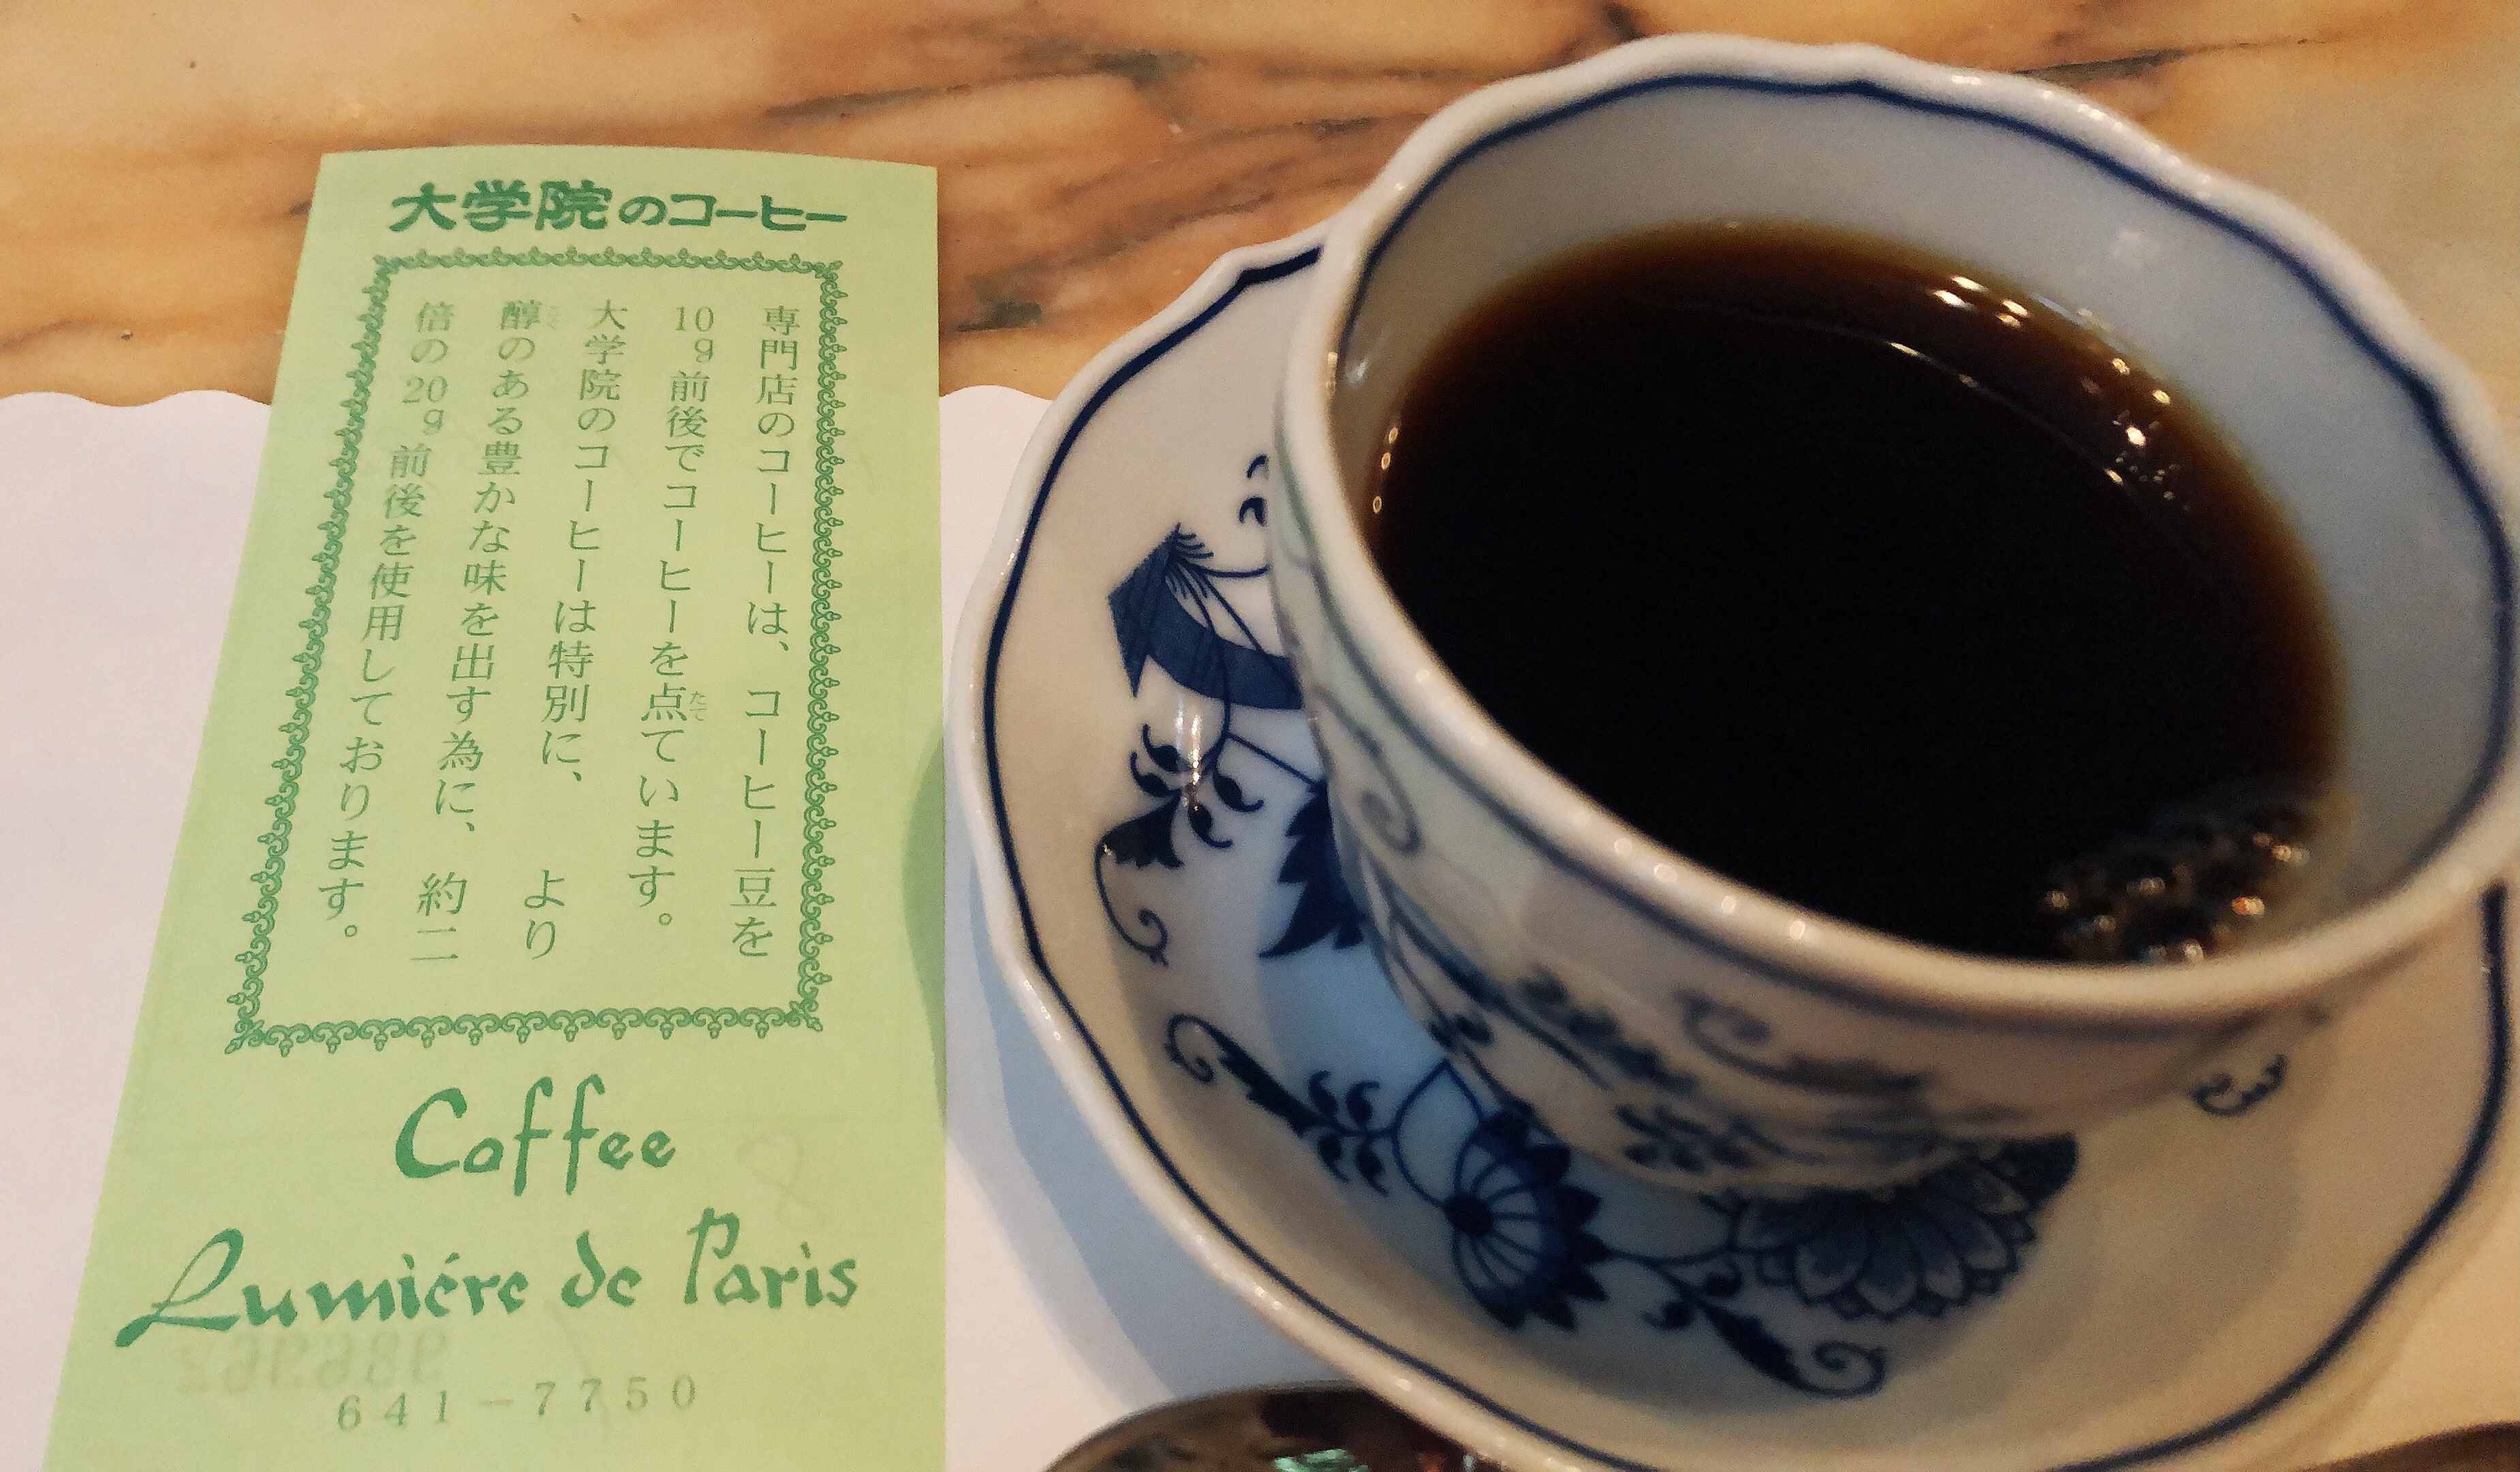 大学院のコーヒー
専門店のコーヒーは、コーヒー豆を
10g前後でコーヒーを点ています。
たて
大学院のコーヒーは特別に、より
醇のある豊かな味を出す為に、約二
倍の20g前後を使用しております。
Coffee
Lumiére de Paris
641-7750